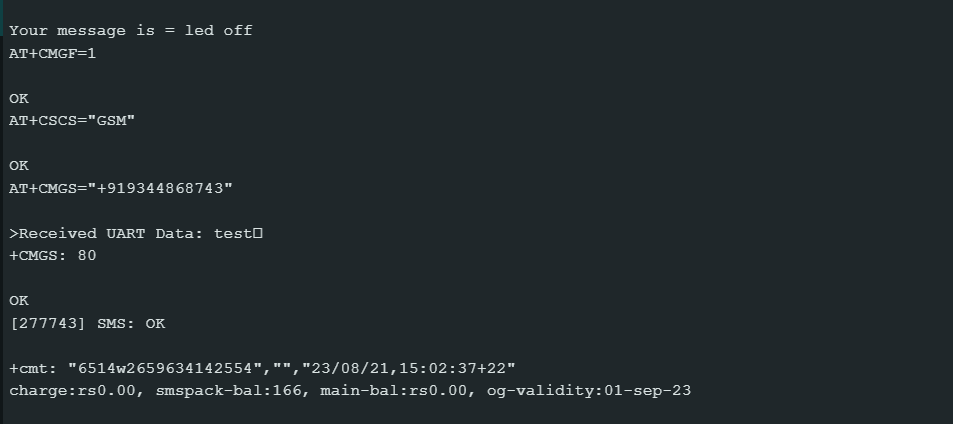 Your message is = led off
AT+CMGF=1
OK
AT+CSCS="GSM"
OK
AT+CMGS="+919344868743"
>Received UART Data: test□
+CMGS: 80
OK
[277743] SMS: OK
+cmt: "6514w2659634142554","","23/08/21,15:02:37+22"
charge:rs0.00, smspack-bal:166, main-bal:rs0.00, og-validity:01-sep-23